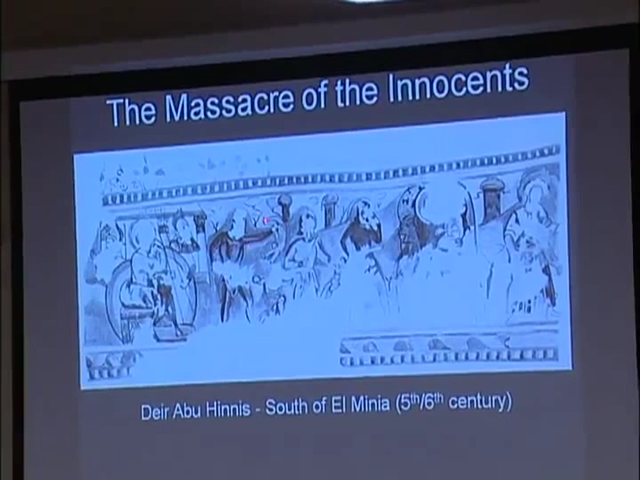 The Massacre of the Innocents
Deir Abu Hinnis - South of El Minia (5th/6th century)